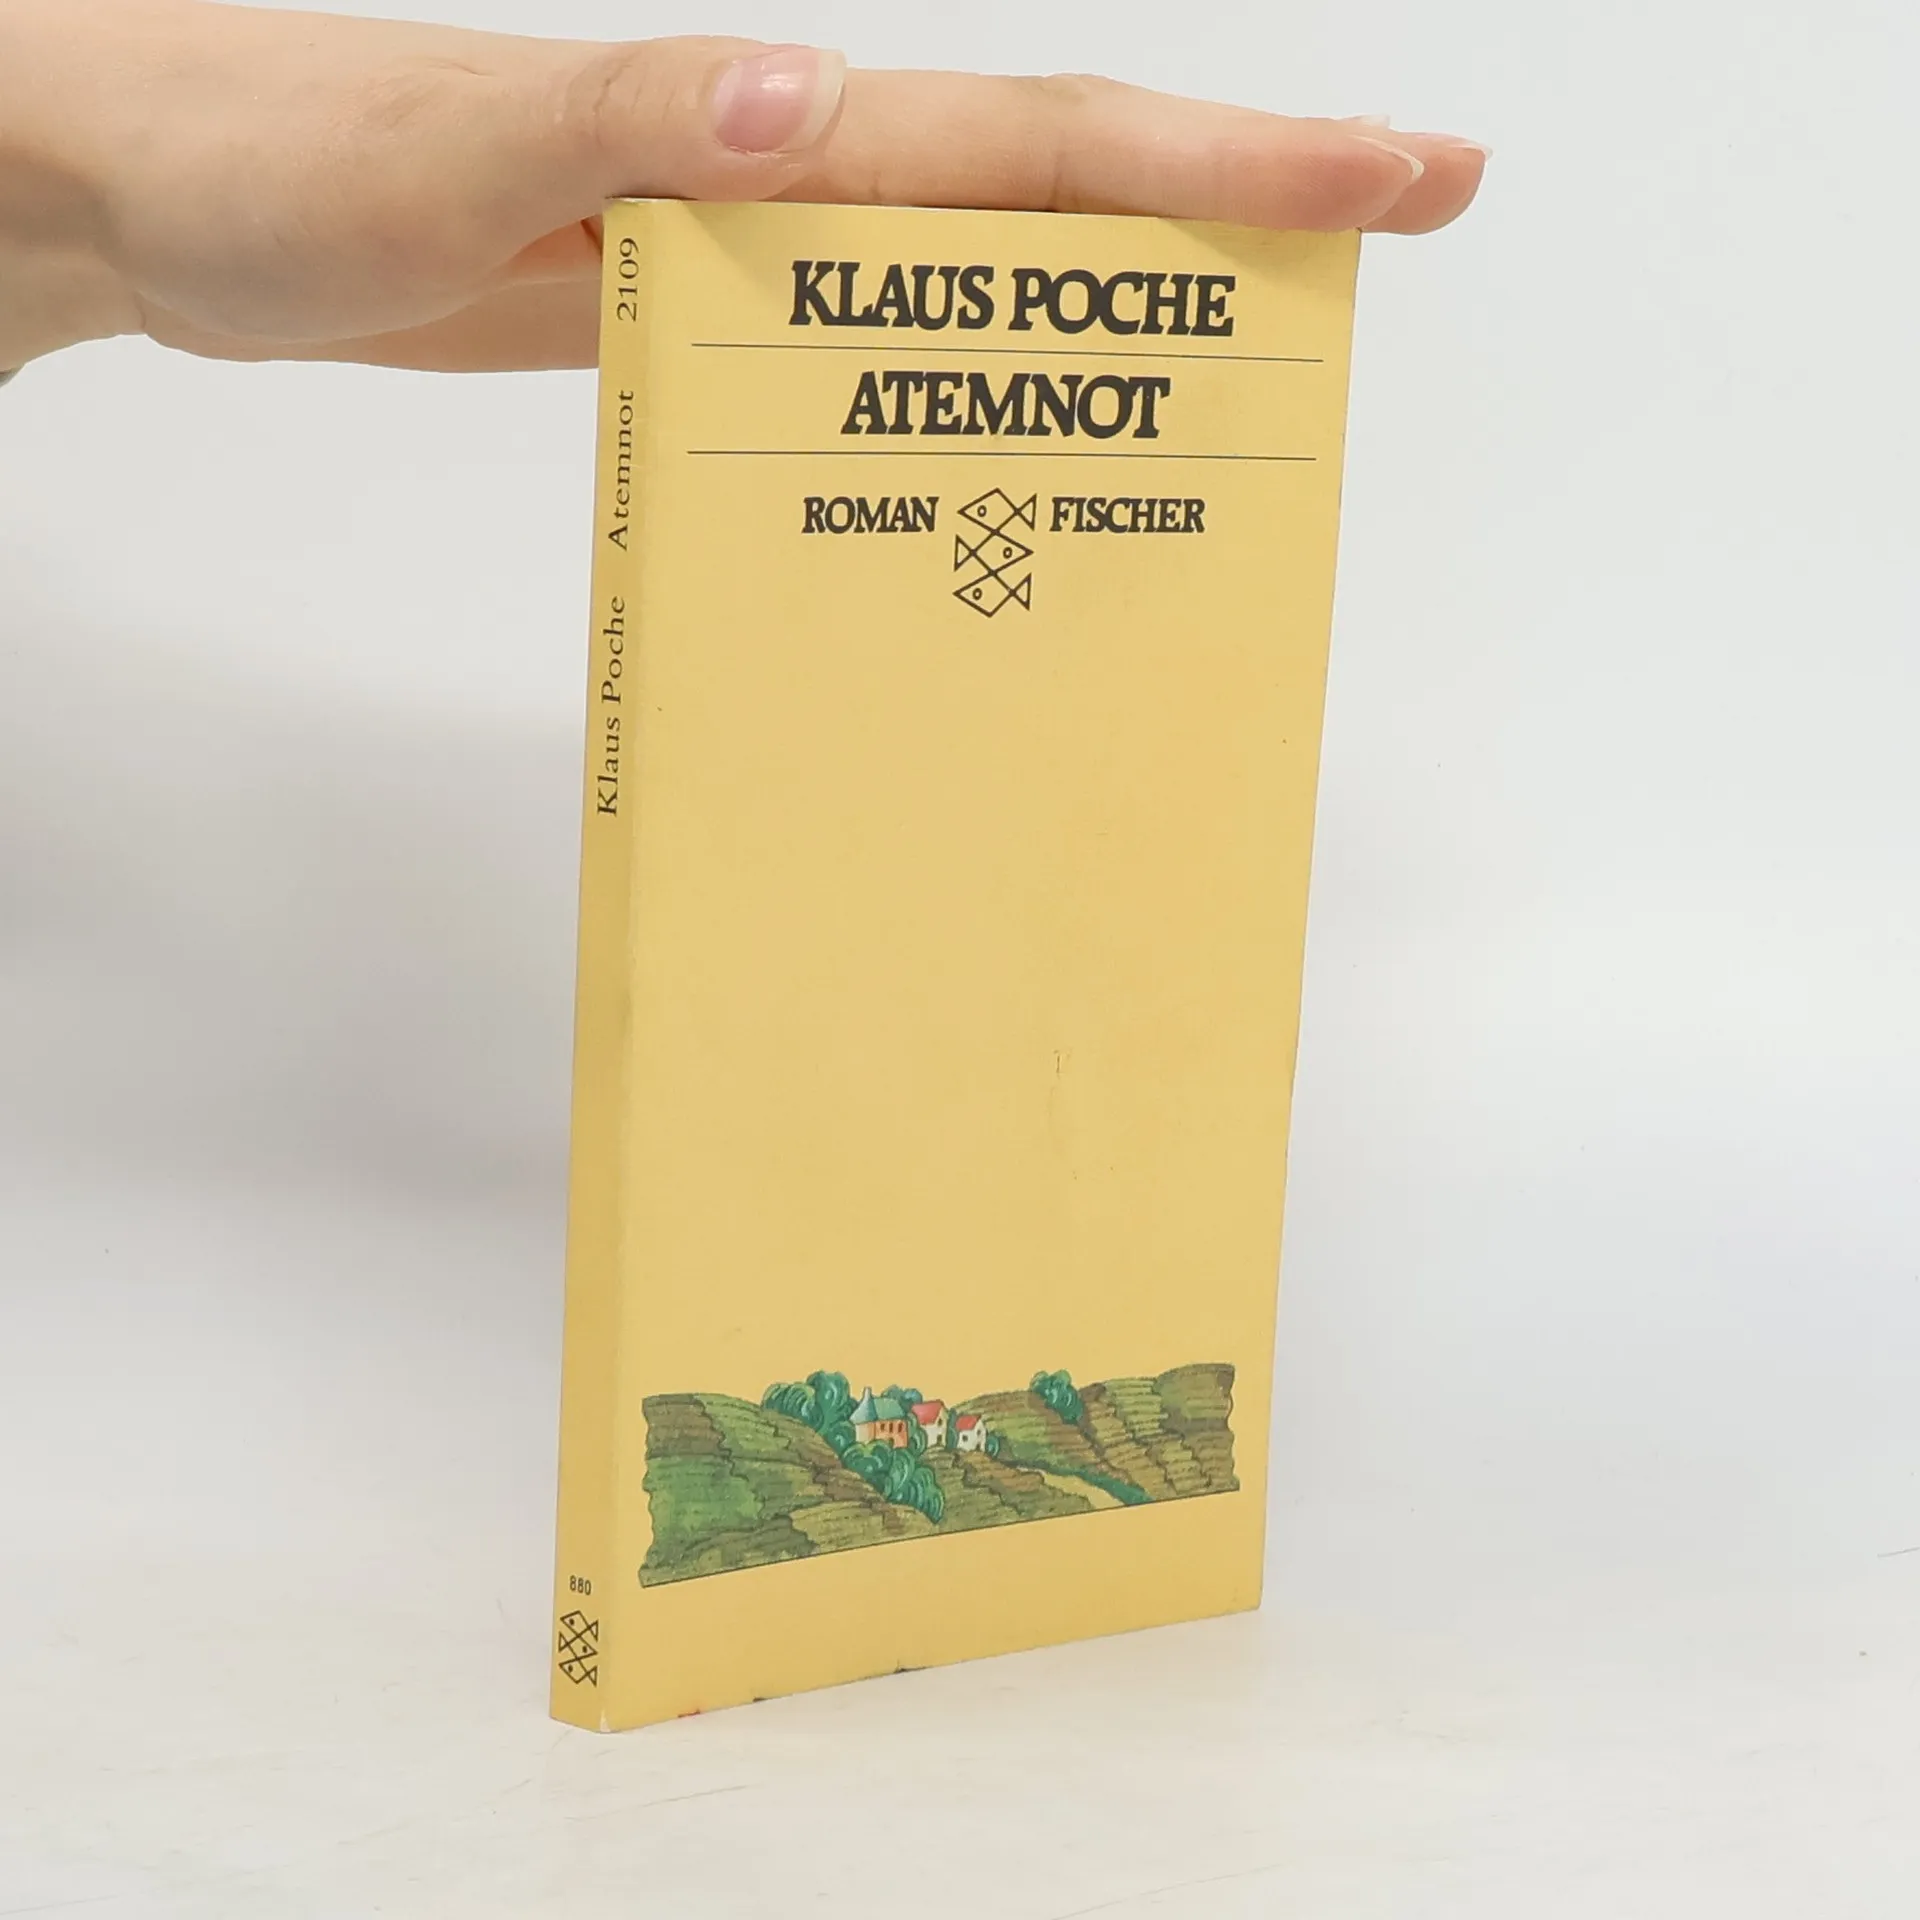 KLAUS POCHE
ATEMNOT
ROMAN FISCHER
Klaus Poche Atemnot 2109
880